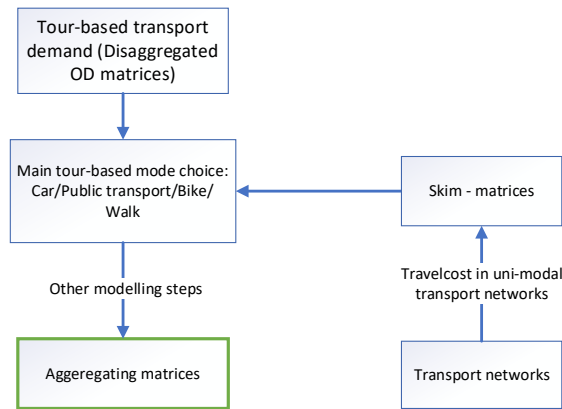 Tour-based transport
demand (Disaggregated
OD matrices)
Main tour-based mode choice:
Car/Public transport/Bike/
Walk
Skim - matrices
Other modelling steps
Travelcost in uni-modal
transport networks
Aggeregating matrices
Transport networks